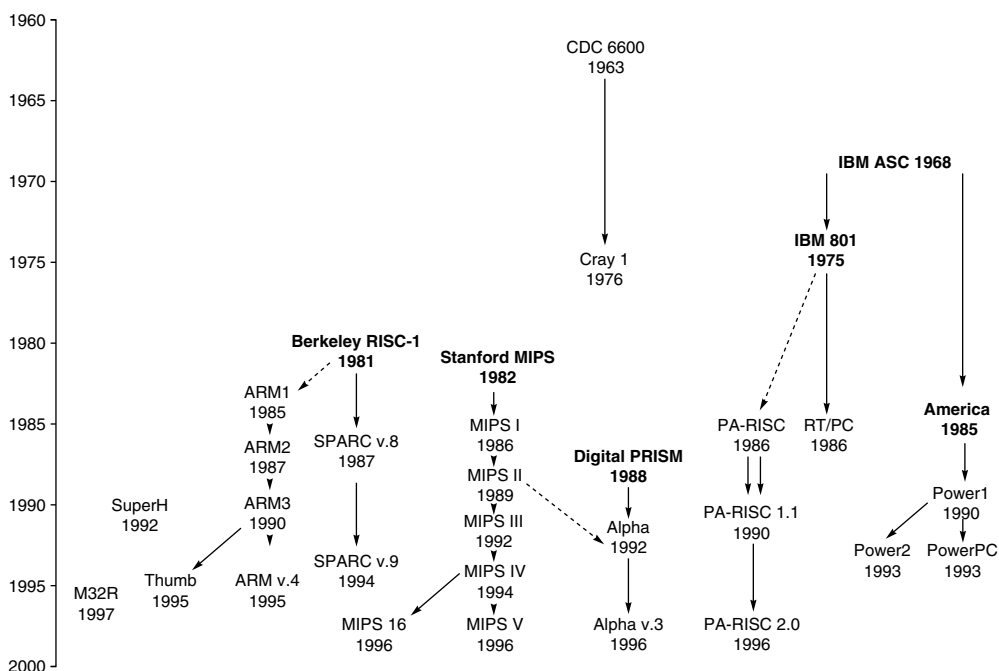 1960
1965
1970
1975
1980
1985
1990
1995
2000
CDC 6600
1963
Cray 1
1976
IBM ASC 1968
IBM 801
1975
Berkeley RISC-1
1981
ARM1
1985
ARM2
1987
ARM3
1990
Thumb
1995
ARM v.4
1995
SuperH
1992
M32R
1997
SPARC v.8
1987
SPARC v.9
1994
Stanford MIPS
1982
MIPS I
1986
MIPS II
1989
MIPS III
1992
MIPS IV
1994
MIPS 16
1996
MIPS V
1996
Digital PRISM
1988
Alpha
1992
Alpha v.3
1996
PA-RISC
1986
PA-RISC 1.1
1990
PA-RISC 2.0
1996
RT/PC
1986
America
1985
Power1
1990
Power2
1993
PowerPC
1993